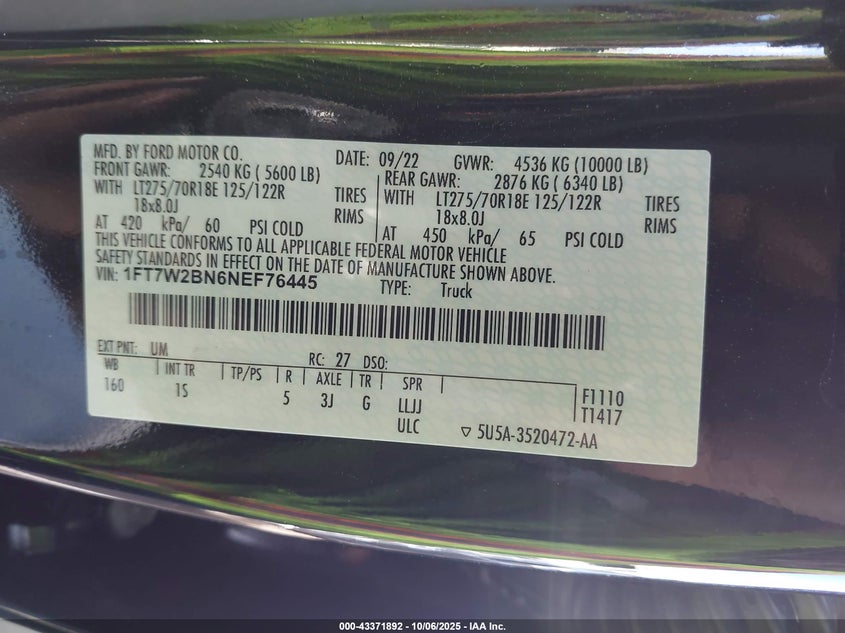 MFD. BY FORD MOTOR CO. DATE: 09/22 GVWR: 4536 KG (10000 LB)
FRONT GAWR: 2540 KG ( 5600 LB) REAR GAWR: 2876 KG ( 6340 LB)
WITH LT275/70R18E 125/122R TIRES WITH LT275/70R18E 125/122R TIRES
18x8.0J RIMS 18x8.0J RIMS
AT 420 kPa/ 60 PSI COLD AT 450 kPa/ 65 PSI COLD
THIS VEHICLE CONFORMS TO ALL APPLICABLE FEDERAL MOTOR VEHICLE
SAFETY STANDARDS IN EFFECT ON THE DATE OF MANUFACTURE SHOWN ABOVE.
VIN: 1FT7W2BN6NEF76445 TYPE: Truck
EXT PNT: UM RC: 27 DSO:
WB INT TR TP/PS R AXLE TR SPR
160 1S 5 3J G LLJJ F1110
ULC T1417
▽ 5U5A-3520472-AA
000-43371892 - 10/06/2025 - IAA Inc.